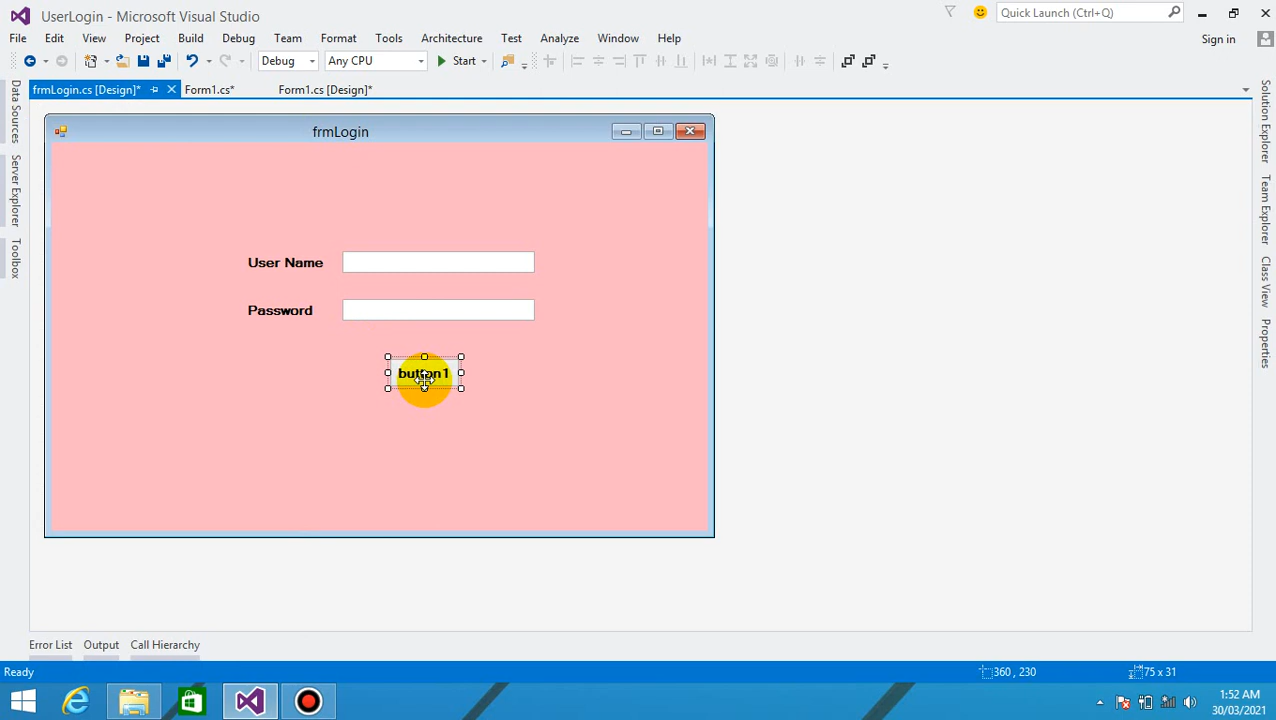 UserLogin - Microsoft Visual Studio
Quick Launch (Ctrl+Q)
File Edit View Project Build Debug Team Format Tools Architecture Test Analyze Window Help
Sign in
Debug Any CPU Start
frmLogin.cs [Design]* Form1.cs* Form1.cs [Design]*
Data Sources
Server Explorer
Toolbox
frmLogin
User Name
Password
button1
Solution Explorer
Team Explorer
Class View
Properties
Error List Output Call Hierarchy
Ready
360 , 230
75 x 31
1:52 AM
30/03/2021